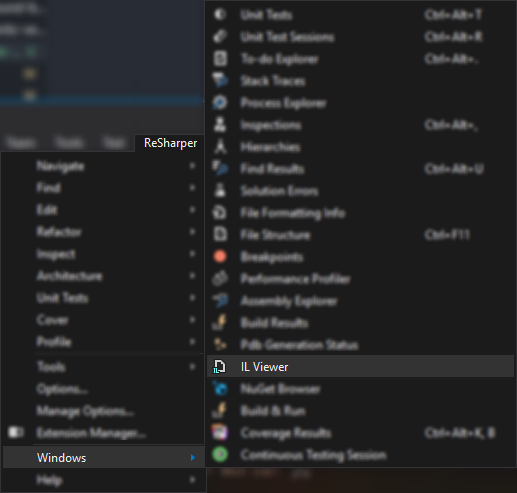 Team Tools Test ReSharper
Navigate
Find
Edit
Refactor
Inspect
Architecture
Unit Tests
Cover
Profile
Tools
Options...
Manage Options...
Extension Manager...
Windows
Help
Unit Tests Ctrl+Alt+T
Unit Test Sessions Ctrl+Alt+R
To-do Explorer Ctrl+Alt+.
Stack Traces
Process Explorer
Inspections Ctrl+Alt+,
Hierarchies
Find Results Ctrl+Alt+U
Solution Errors
File Formatting Info
File Structure Ctrl+F11
Breakpoints
Performance Profiler
Assembly Explorer
Build Results
Pdb Generation Status
IL Viewer
NuGet Browser
Build & Run
Coverage Results Ctrl+Alt+K, B
Continuous Testing Session